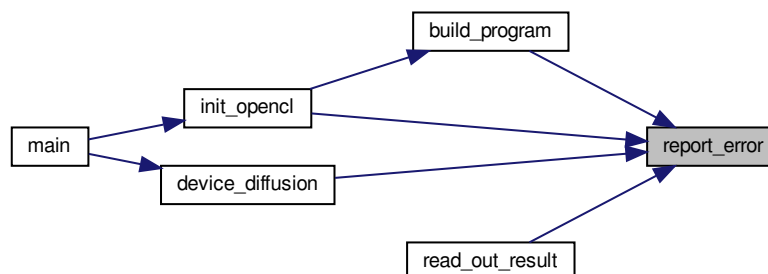 build_program
init_opencl
main
report_error
device_diffusion
read_out_result